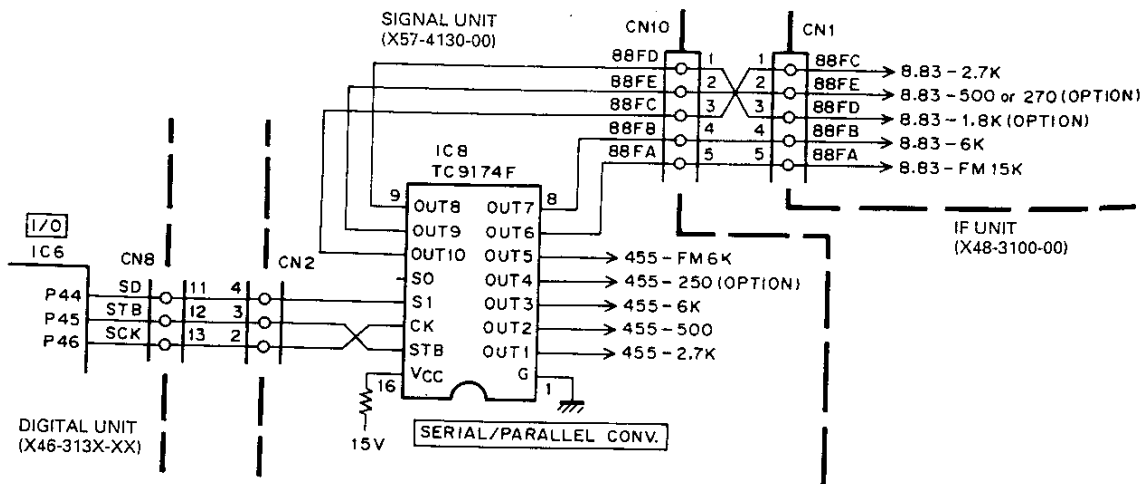 SIGNAL UNIT
(X57-4130-00)
CN10
CN1
88FD 1 1 88FC 8.83-2.7K
88FE 2 2 88FE 8.83-500 or 270 (OPTION)
88FC 3 3 88FD 8.83-1.8K (OPTION)
88FB 4 4 88FB 8.83-6K
88FA 5 5 88FA 8.83-FM 15K
IF UNIT
(X48-3100-00)
IC8
TC9174F
9 OUT8 OUT7 8
OUT9 OUT6
OUT10 OUT5 455-FM6K
SO OUT4 455-250 (OPTION)
S1 OUT3 455-6K
CK OUT2 455-500
STB OUT1 455-2.7K
16 VCC G 1
15V
SERIAL/PARALLEL CONV.
I/O
IC6
CN8
CN2
P44 SD 11 4
P45 STB 12 3
P46 SCK 13 2
DIGITAL UNIT
(X46-313X-XX)